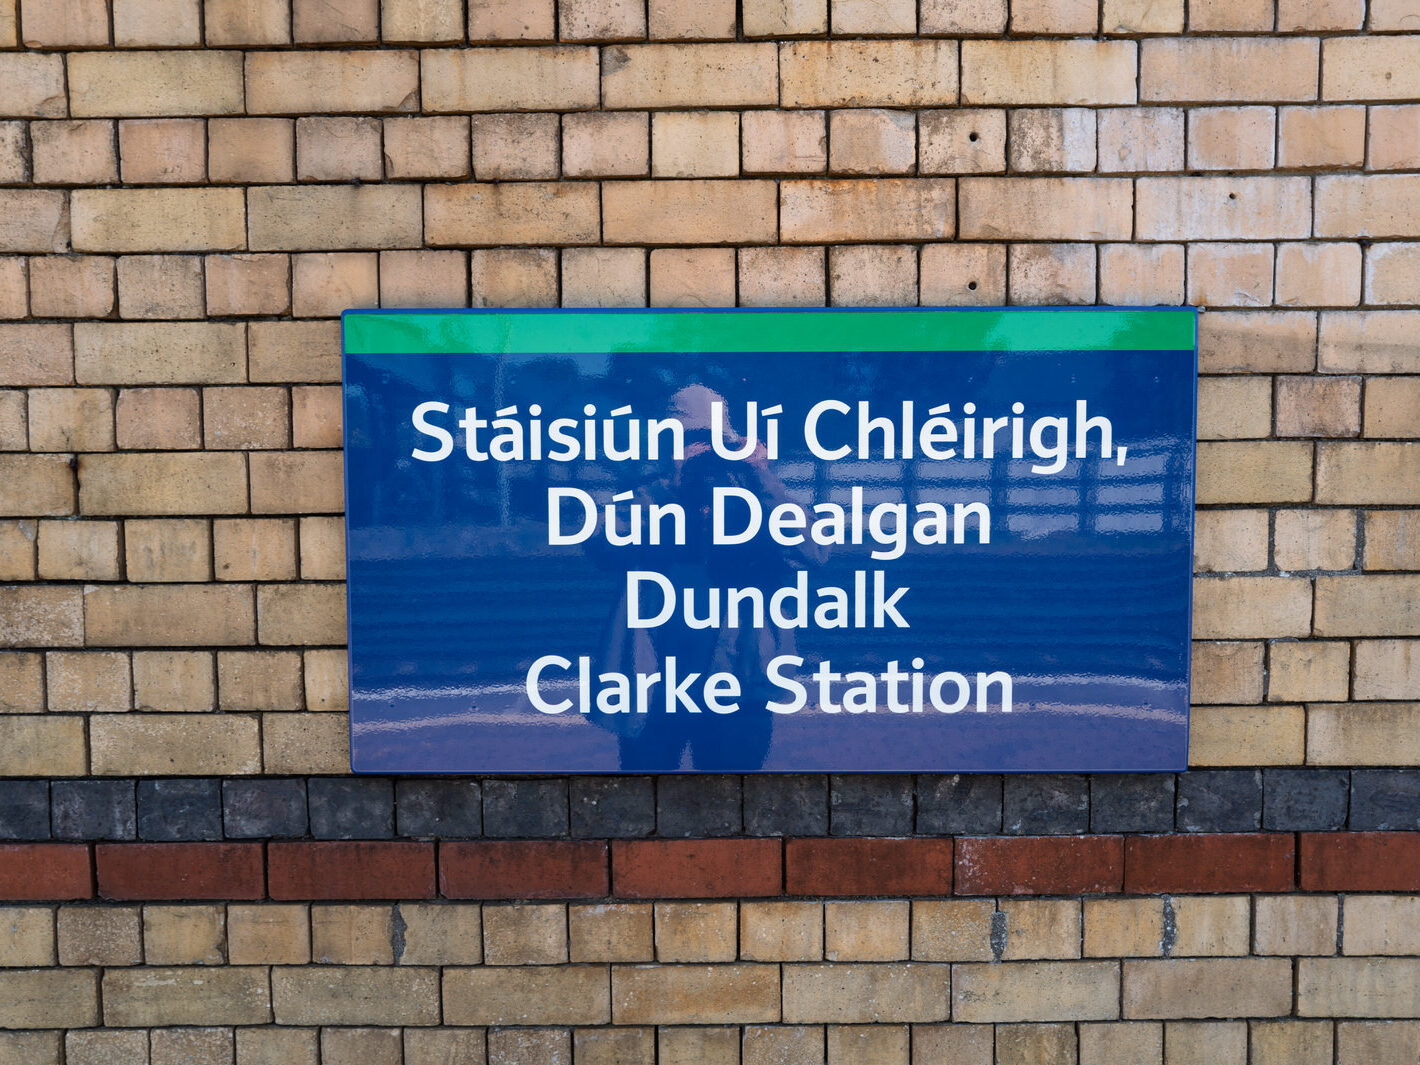 Stáisiún Uí Chléirigh,
Dún Dealgan
Dundalk
Clarke Station